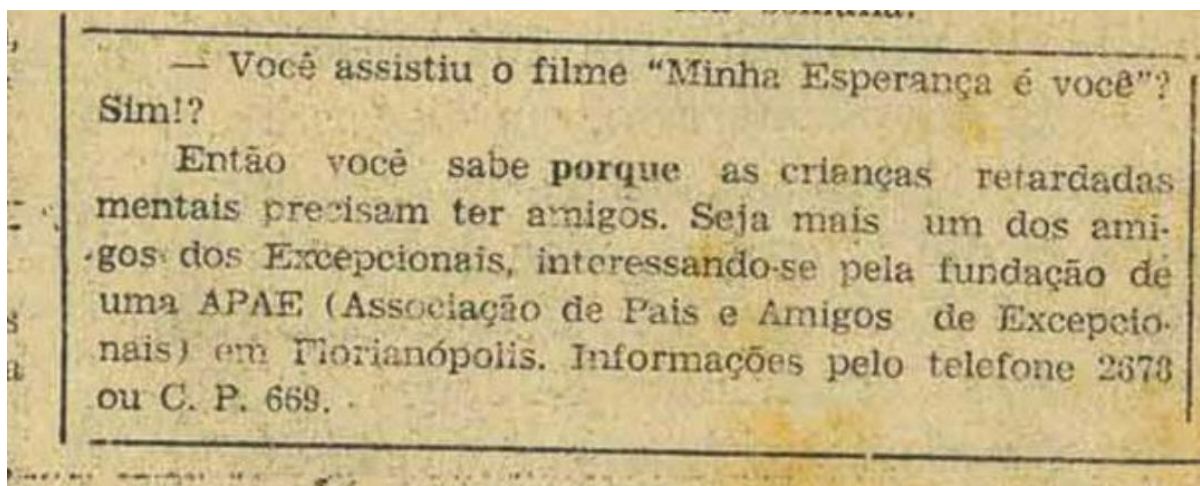 — Você assistiu o filme "Minha Esperança é você"?
Sim!?
Então você sabe porque as crianças retardadas
mentais precisam ter amigos. Seja mais um dos ami-
gos dos Excepcionais, interessando-se pela fundação de
uma APAE (Associação de Pais e Amigos de Excepcio-
nais) em Florianópolis. Informações pelo telefone
ou C. P. 669.